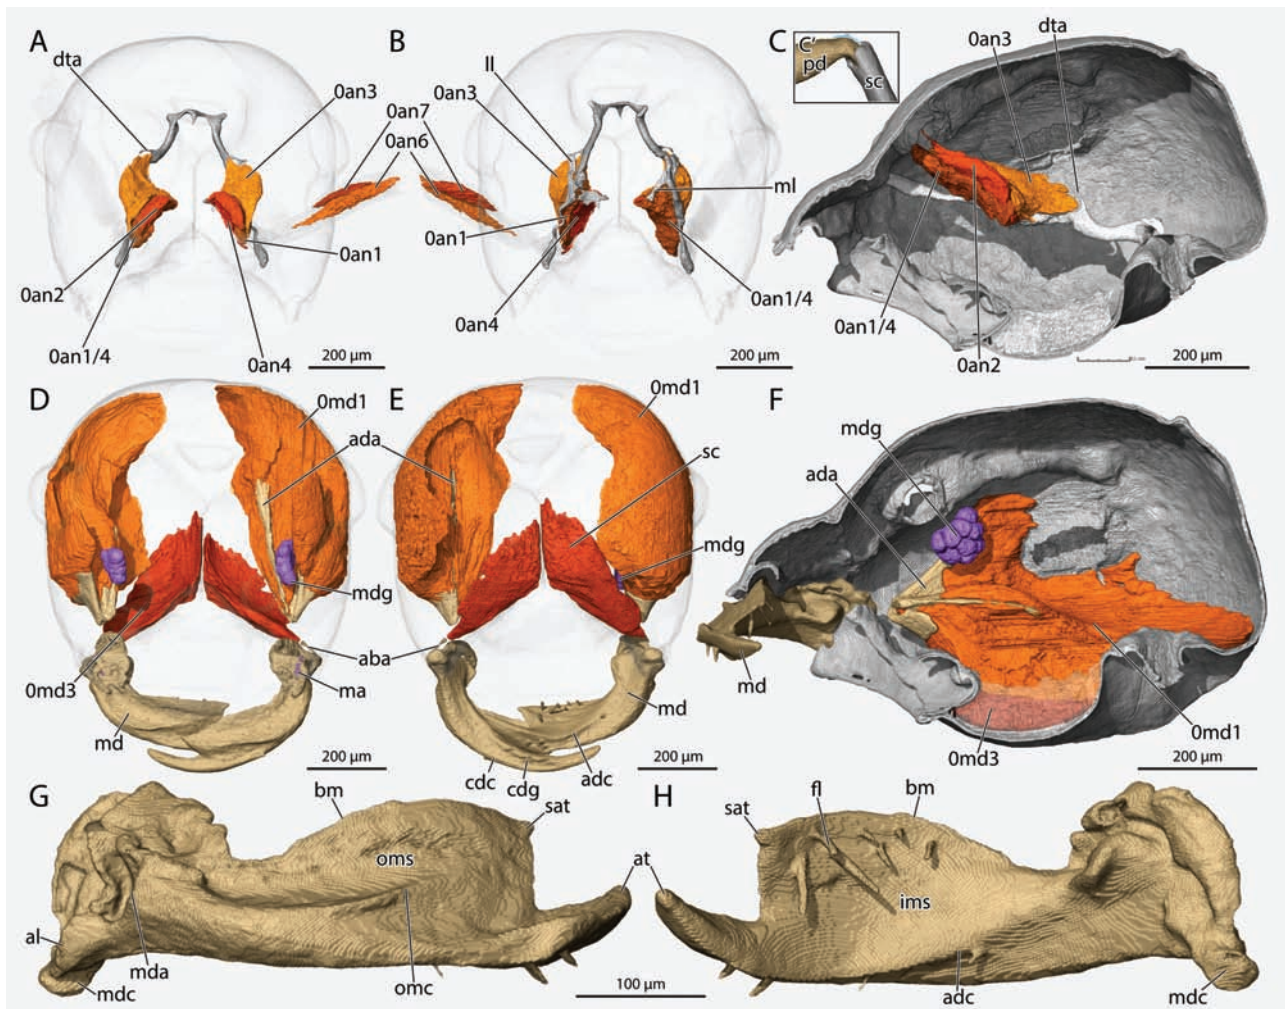 A
dta
0an3
0an7
0an6
0an2
0an1
0an1/4
0an4
200 µm
B
ll
0an3
0an7
0an6
ml
0an1
0an4
0an1/4
200 µm
C
C'
pd
sc
0an3
dta
0an1/4
0an2
200 µm
D
0md1
ada
mdg
aba
0md3
ma
md
200 µm
E
0md1
sc
mdg
md
cdc
cdg
adc
200 µm
F
mdg
ada
md
0md1
0md3
200 µm
G
bm
sat
oms
at
al
mda
mdc
omc
100 µm
H
sat
fl
bm
ims
adc
mdc